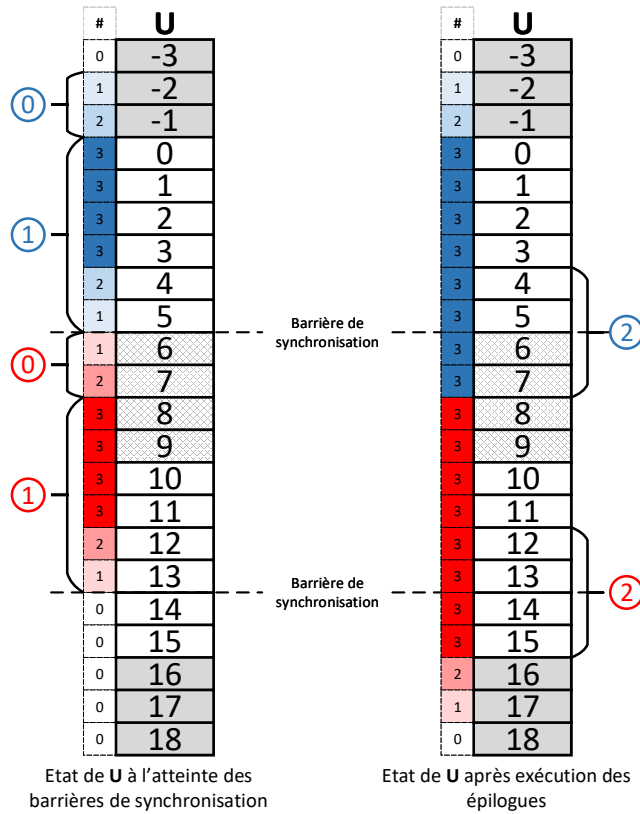 # U # U
0 -3 0 -3
0 1 -2 1 -2
2 -1 2 -1
3 0 3 0
3 1 3 1
1 3 2 3 2
3 3 3 3
2 4 3 4
1 5 3 5
Barrière de
synchronisation
2
1 6 3 6
0 2 7 3 7
3 8 3 8
3 9 3 9
1 3 10 3 10
3 11 3 11
2 12 3 12
1 13 3 13
Barrière de
synchronisation
2
0 14 3 14
0 15 3 15
0 16 2 16
0 17 1 17
0 18 0 18
Etat de U à l'atteinte des
barrières de synchronisation
Etat de U après exécution des
épilogues